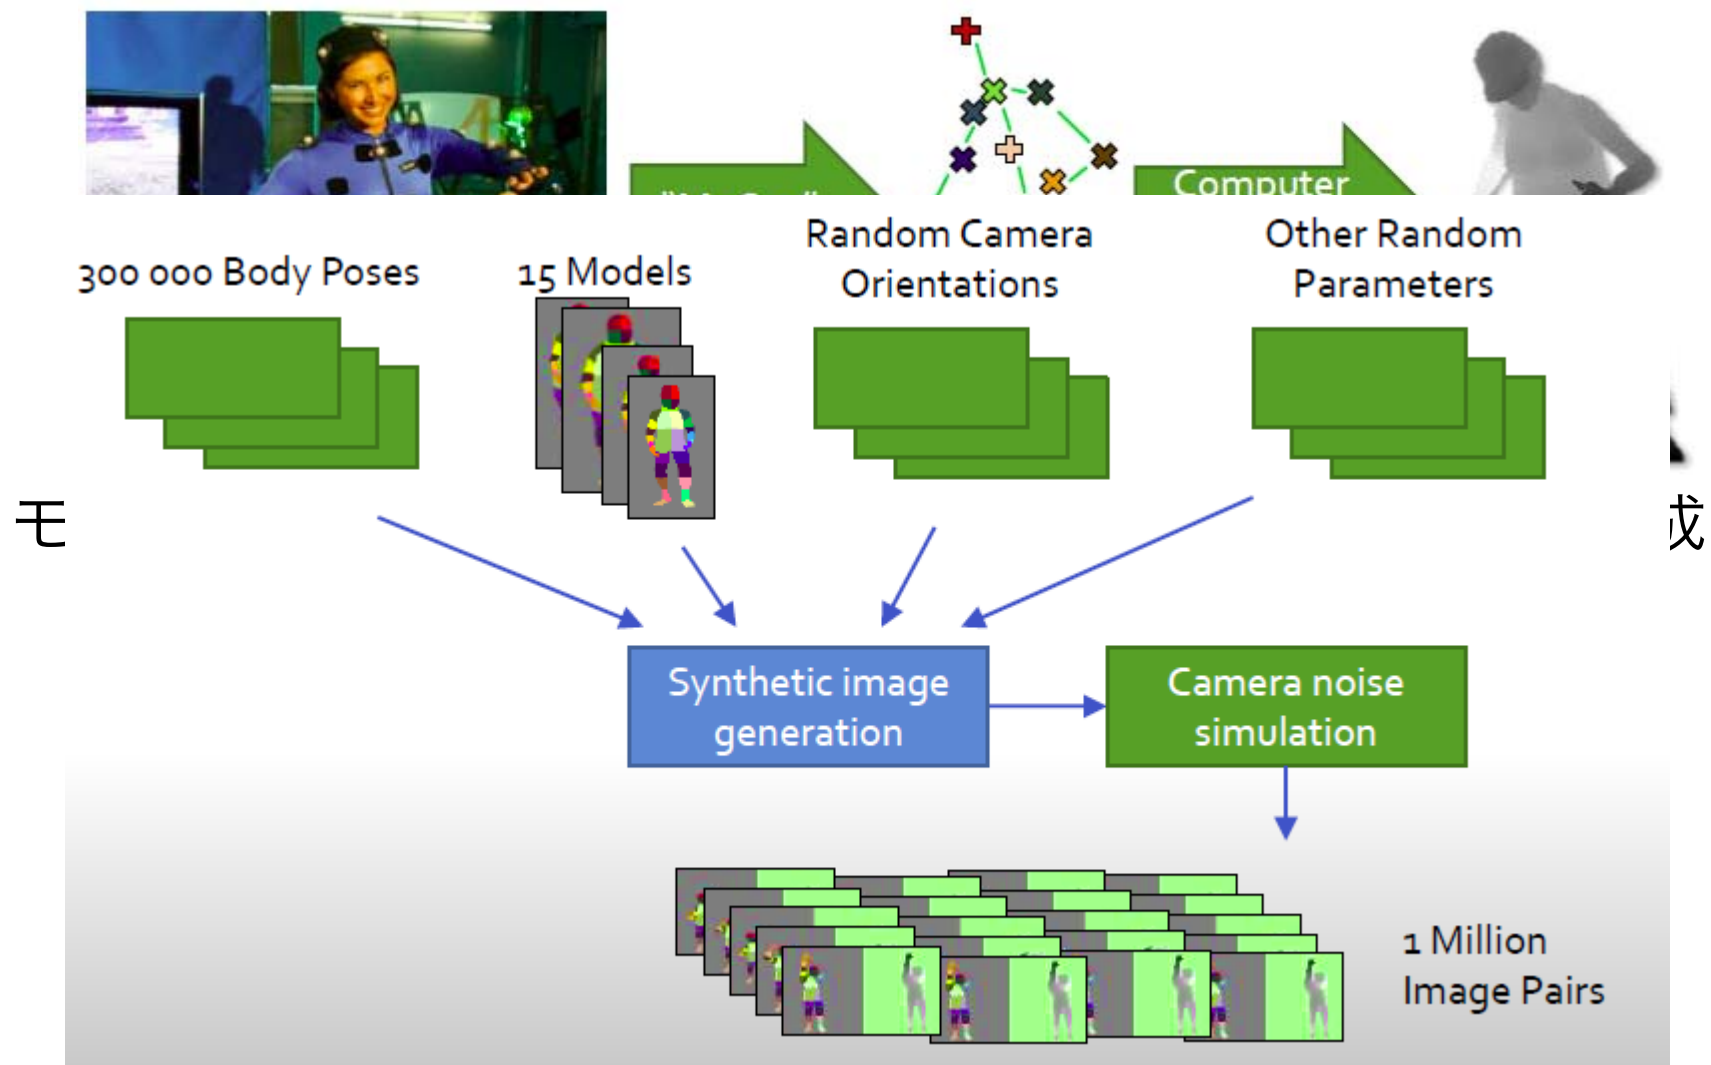 Computer
300 000 Body Poses
15 Models
Random Camera
Orientations
Other Random
Parameters
モ
成
Synthetic image
generation
Camera noise
simulation
1 Million
Image Pairs